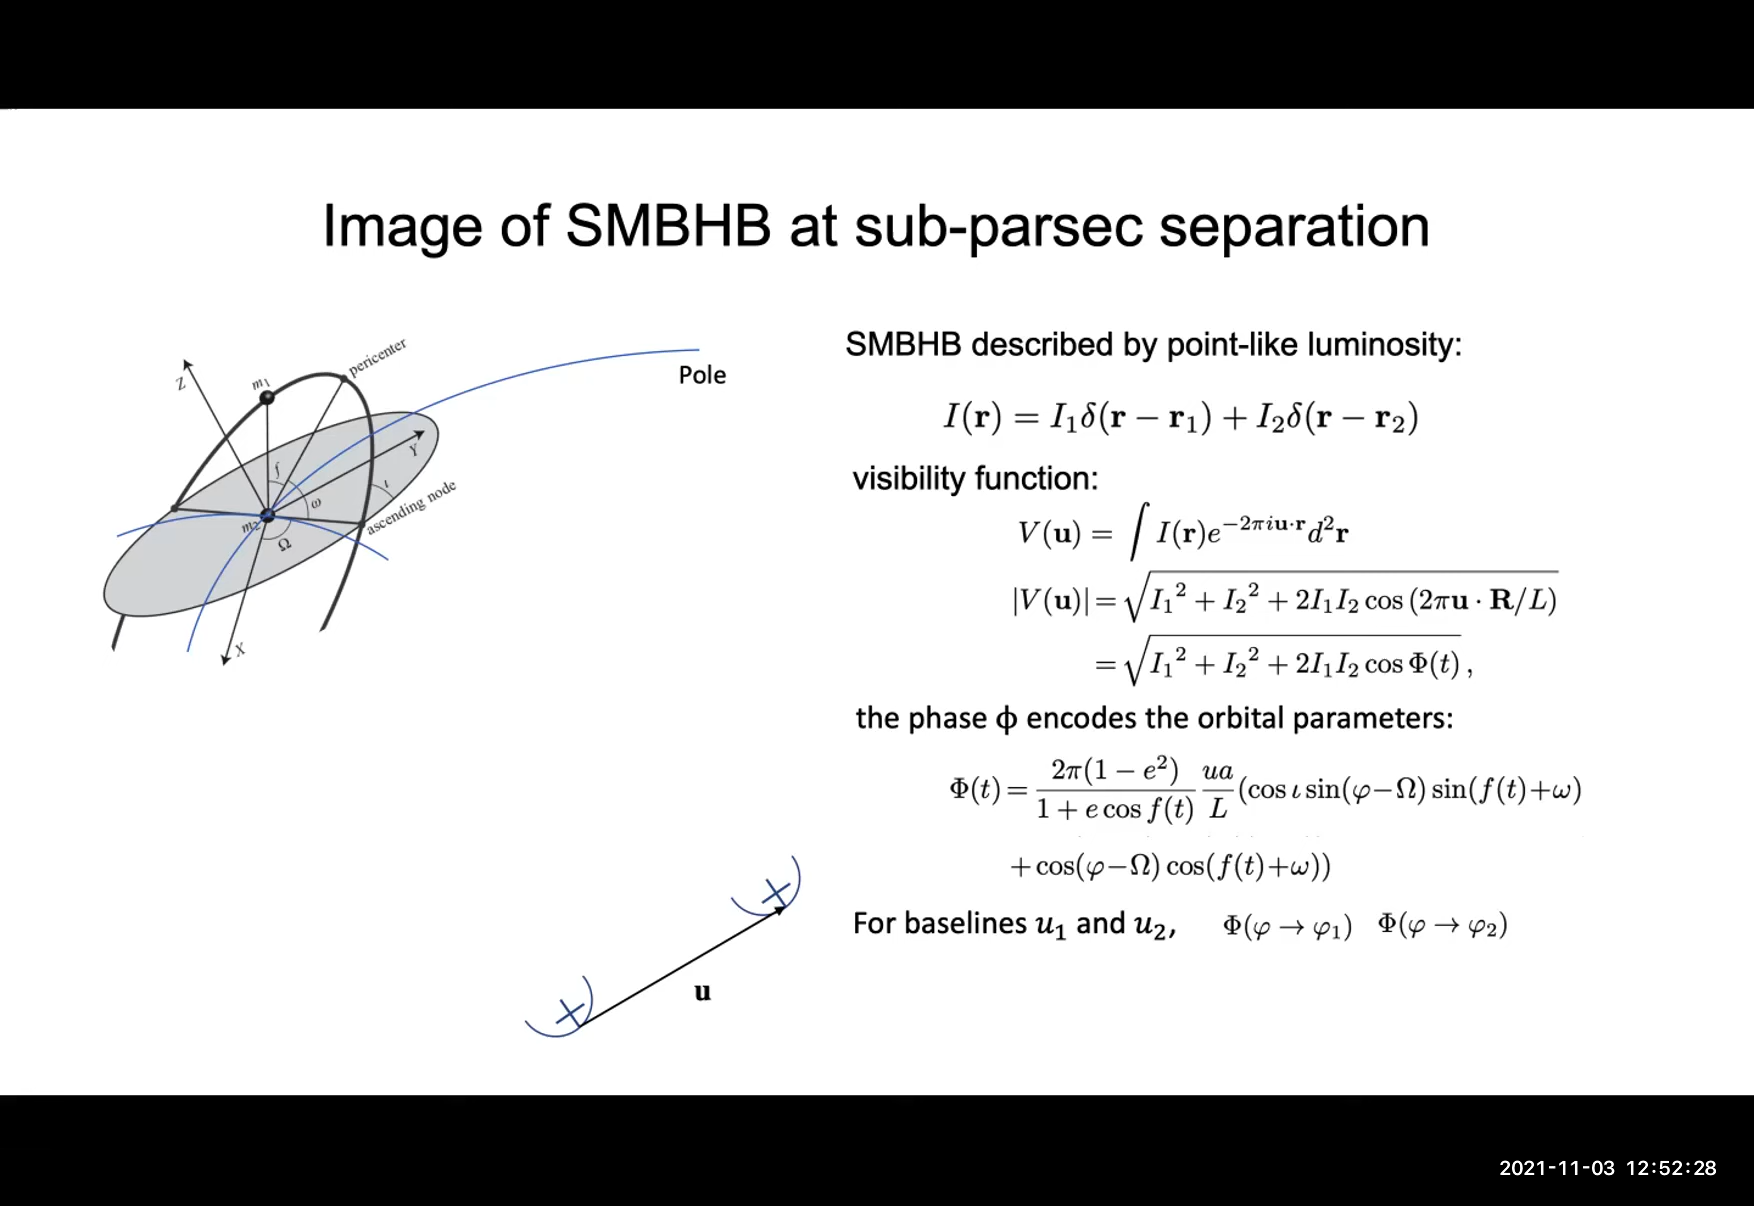 Image of SMBHB at sub-parsec separation
Z
m₁
pericenter
Pole
Y
f
ι
ω
m₂
Ω
ascending node
X
u
SMBHB described by point-like luminosity:
I(r) = I₁δ(r − r₁) + I₂δ(r − r₂)
visibility function:
V(u) = ∫ I(r)e^{−2πiu·r}d²r
|V(u)| = √(I₁² + I₂² + 2I₁I₂ cos (2πu · R/L))
= √(I₁² + I₂² + 2I₁I₂ cos Φ(t)) ,
the phase ϕ encodes the orbital parameters:
Φ(t) = 2π(1 − e²)/(1 + e cos f(t)) ua/L (cos ι sin(φ−Ω) sin(f(t)+ω)
+ cos(φ−Ω) cos(f(t)+ω))
For baselines u₁ and u₂, Φ(φ → φ₁) Φ(φ → φ₂)
2021-11-03 12:52:28